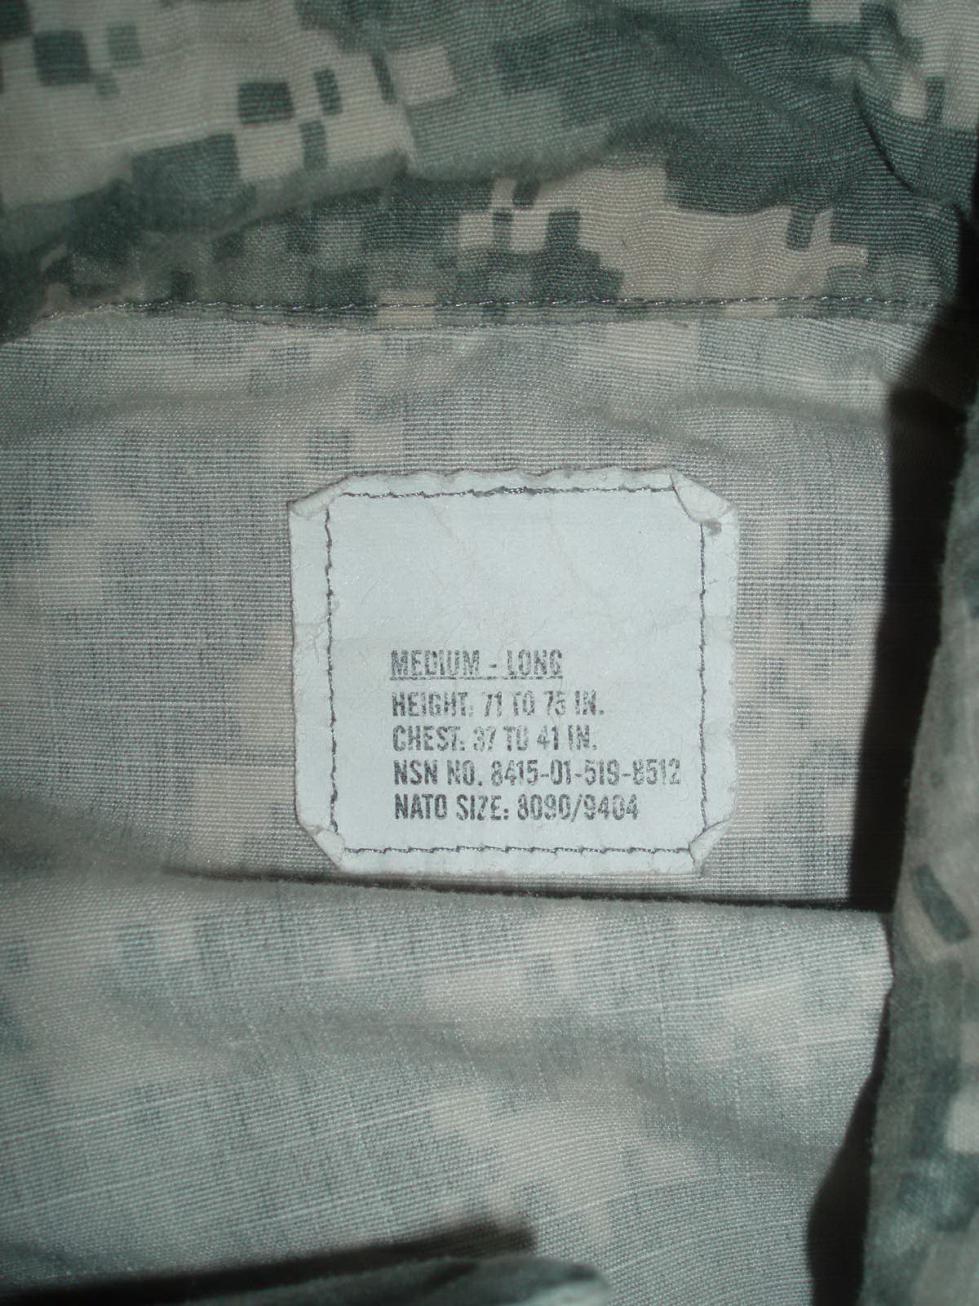 MEDIUM - LONG
HEIGHT: 71 TO 75 IN.
CHEST: 37 TO 41 IN.
NSN NO. 8415-01-519-8512
NATO SIZE: 8090/9404